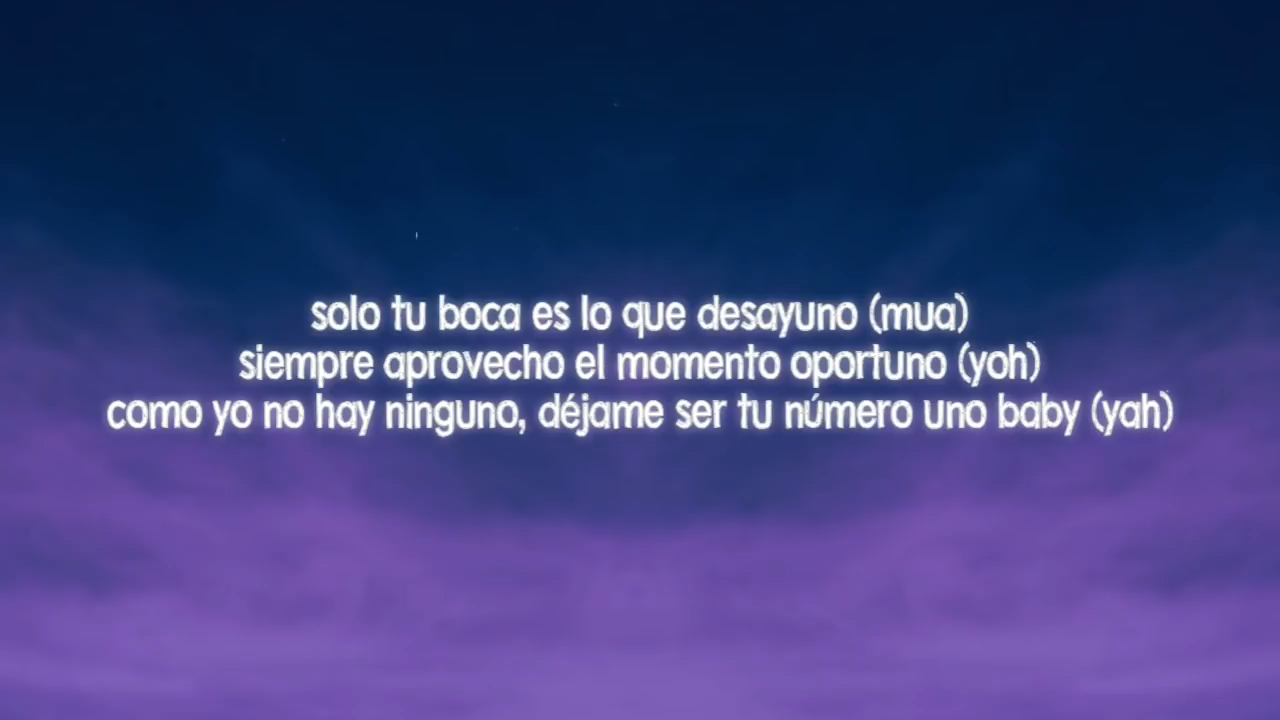 solo tu boca es lo que desayuno (mua)
siempre aprovecho el momento oportuno (yoh)
como yo no hay ninguno, déjame ser tu número uno baby (yah)